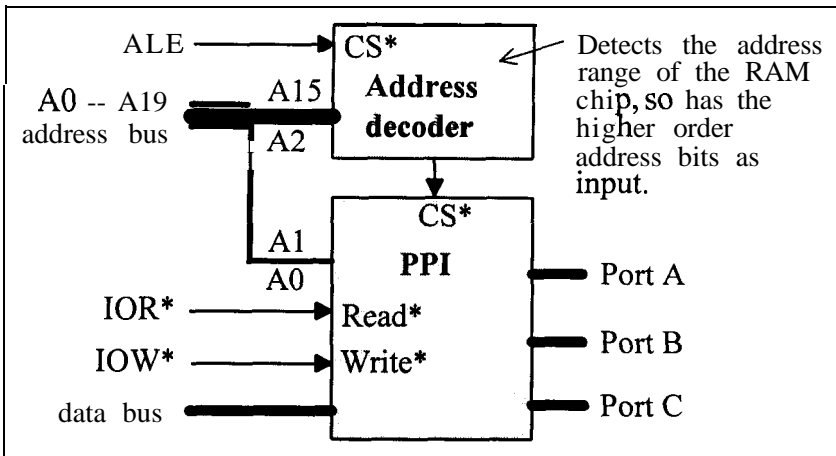 ALE
CS*
Address
decoder
Detects the address
range of the RAM
chip, so has the
higher order
address bits as
input.
A0 -- A19
address bus
A15
A2
CS*
PPI
A1
A0
IOR*
Read*
IOW*
Write*
data bus
Port A
Port B
Port C